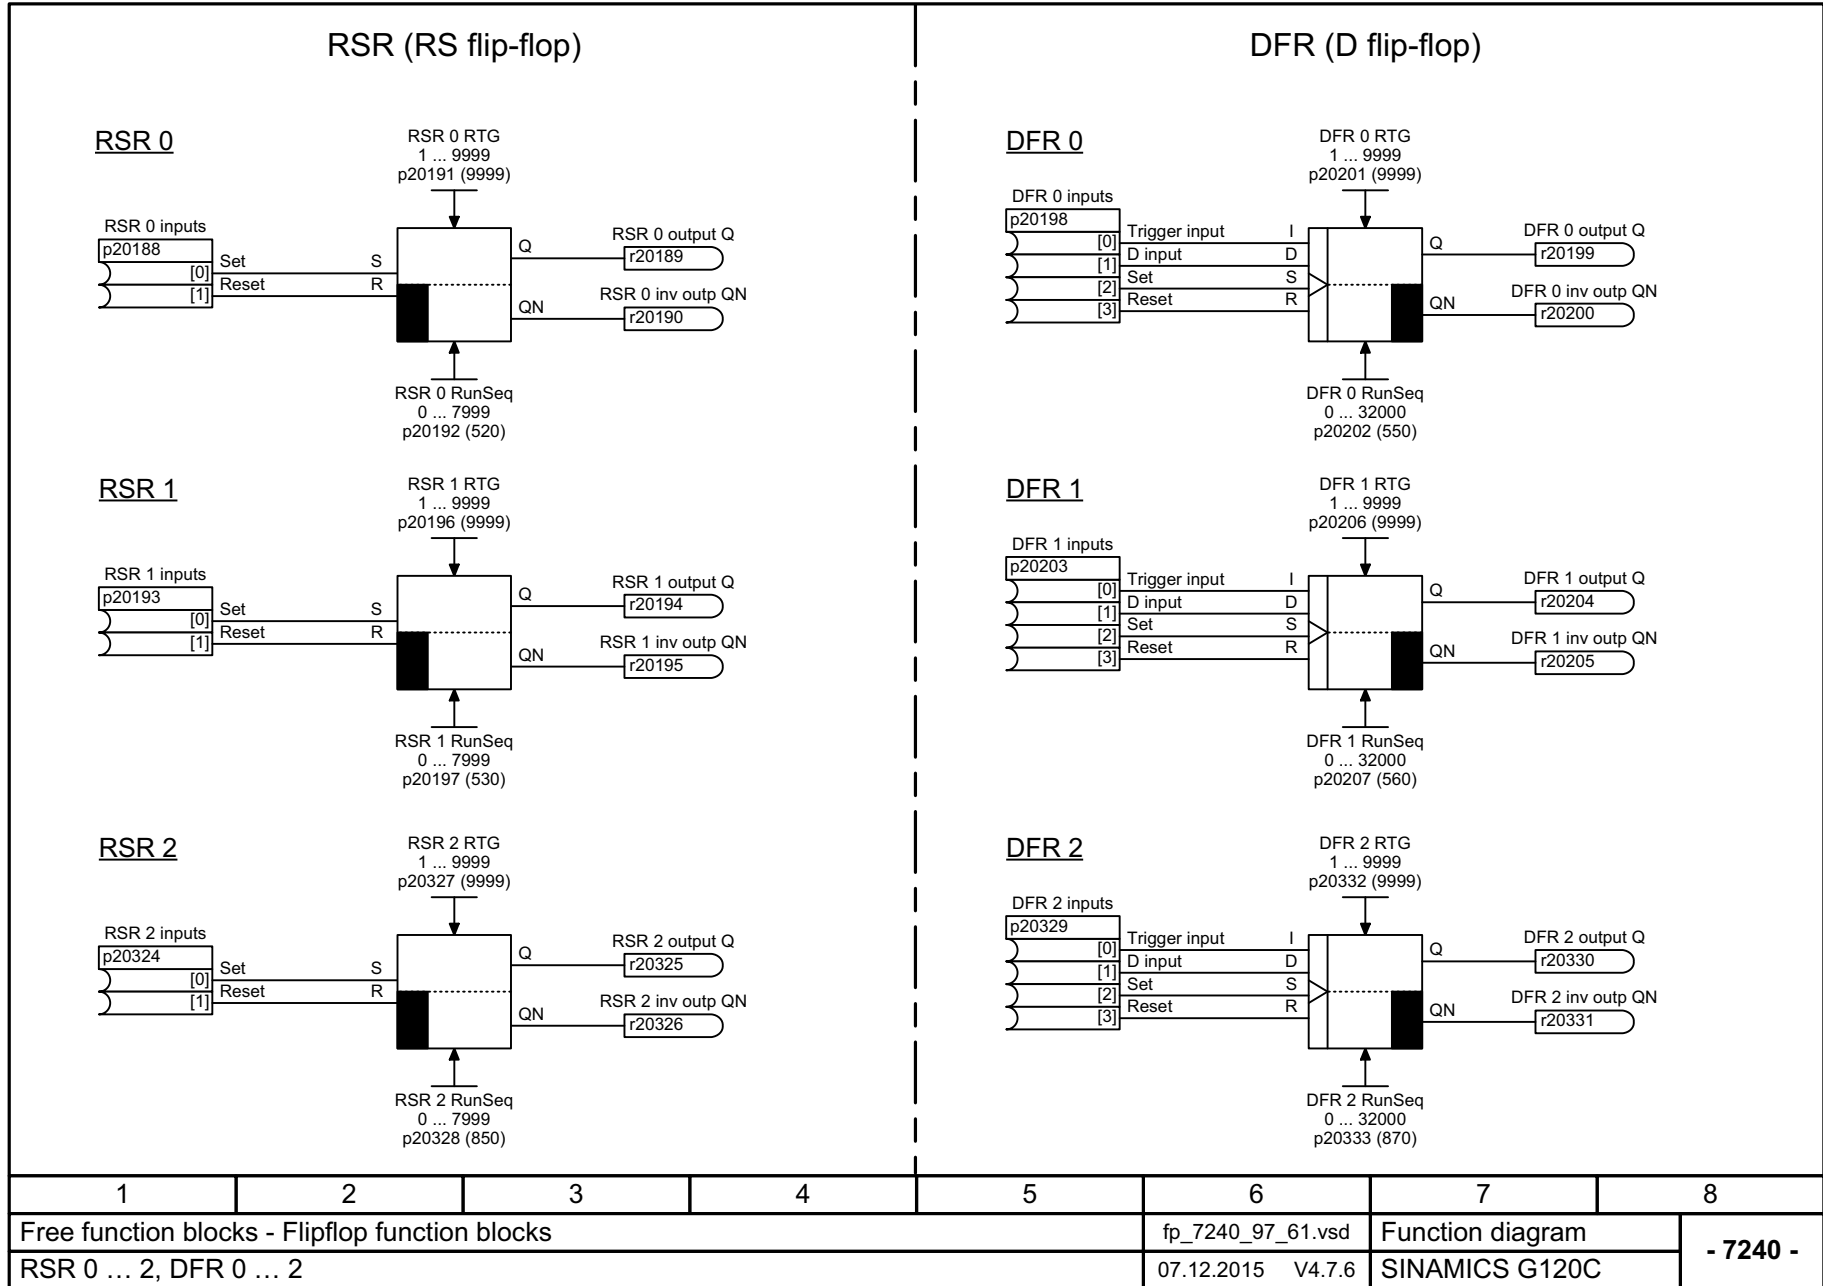 RSR (RS flip-flop)
RSR 0
RSR 0 RTG
1 ... 9999
p20191 (9999)
RSR 0 inputs
p20188
[0] Set S
[1] Reset R
Q
RSR 0 output Q
r20189
QN
RSR 0 inv outp QN
r20190
RSR 0 RunSeq
0 ... 7999
p20192 (520)
RSR 1
RSR 1 RTG
1 ... 9999
p20196 (9999)
RSR 1 inputs
p20193
[0] Set S
[1] Reset R
Q
RSR 1 output Q
r20194
QN
RSR 1 inv outp QN
r20195
RSR 1 RunSeq
0 ... 7999
p20197 (530)
RSR 2
RSR 2 RTG
1 ... 9999
p20327 (9999)
RSR 2 inputs
p20324
[0] Set S
[1] Reset R
Q
RSR 2 output Q
r20325
QN
RSR 2 inv outp QN
r20326
RSR 2 RunSeq
0 ... 7999
p20328 (850)
DFR (D flip-flop)
DFR 0
DFR 0 RTG
1 ... 9999
p20201 (9999)
DFR 0 inputs
p20198
[0] Trigger input I
[1] D input D
[2] Set S
[3] Reset R
Q
DFR 0 output Q
r20199
QN
DFR 0 inv outp QN
r20200
DFR 0 RunSeq
0 ... 32000
p20202 (550)
DFR 1
DFR 1 RTG
1 ... 9999
p20206 (9999)
DFR 1 inputs
p20203
[0] Trigger input I
[1] D input D
[2] Set S
[3] Reset R
Q
DFR 1 output Q
r20204
QN
DFR 1 inv outp QN
r20205
DFR 1 RunSeq
0 ... 32000
p20207 (560)
DFR 2
DFR 2 RTG
1 ... 9999
p20332 (9999)
DFR 2 inputs
p20329
[0] Trigger input I
[1] D input D
[2] Set S
[3] Reset R
Q
DFR 2 output Q
r20330
QN
DFR 2 inv outp QN
r20331
DFR 2 RunSeq
0 ... 32000
p20333 (870)
1 2 3 4 5 6 7 8
Free function blocks - Flipflop function blocks
fp_7240_97_61.vsd
Function diagram
- 7240 -
RSR 0 … 2, DFR 0 … 2
07.12.2015 V4.7.6
SINAMICS G120C